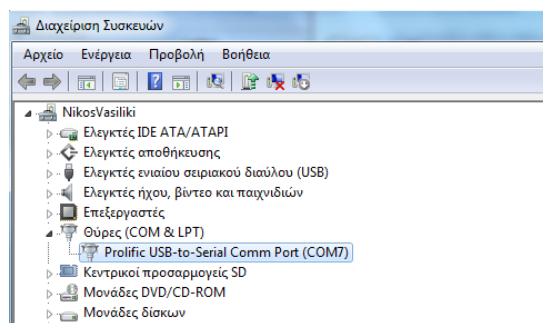 Διαχείριση Συσκευών
Αρχείο Ενέργεια Προβολή Βοήθεια
NikosVasiliki
Ελεγκτές IDE ATA/ATAPI
Ελεγκτές αποθήκευσης
Ελεγκτές ενιαίου σειριακού διαύλου (USB)
Ελεγκτές ήχου, βίντεο και παιχνιδιών
Επεξεργαστές
Θύρες (COM & LPT)
Prolific USB-to-Serial Comm Port (COM7)
Κεντρικοί προσαρμογείς SD
Μονάδες DVD/CD-ROM
Μονάδες δίσκων